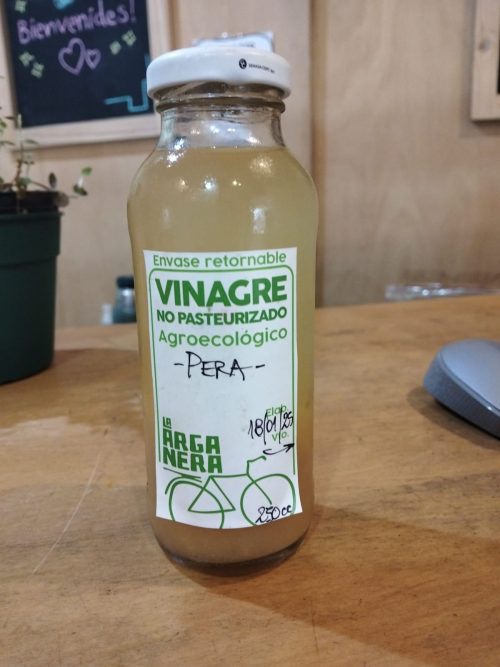 Bienvenides!
Envase retornable
VINAGRE
NO PASTEURIZADO
Agroecológico
-PERA-
Elab.
18/01/25
Vto.
LA
ARGA
NERA
250cc